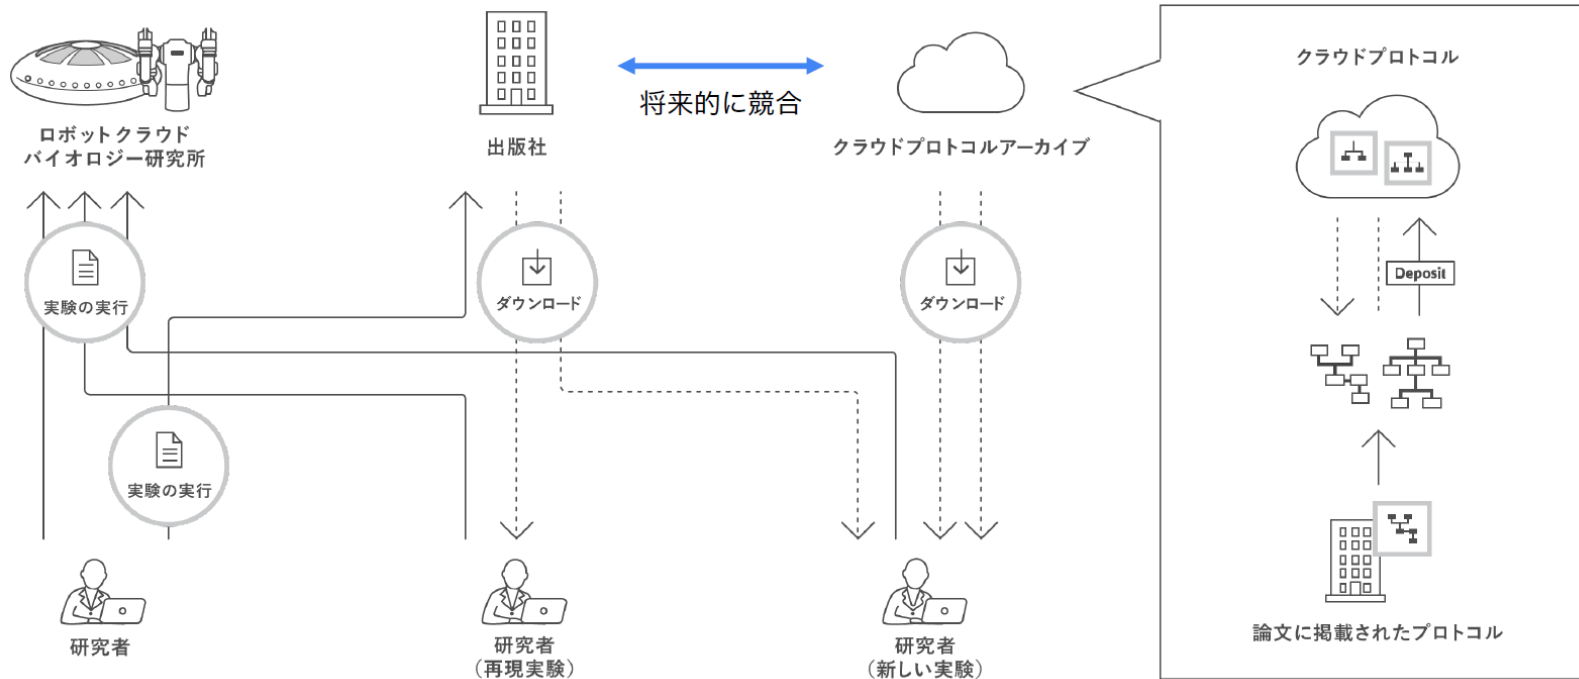 ロボットクラウド
バイオロジー研究所
出版社
将来的に競合
クラウドプロトコルアーカイブ
クラウドプロトコル
実験の実行
ダウンロード
ダウンロード
Deposit
実験の実行
研究者
研究者
（再現実験）
研究者
（新しい実験）
論文に掲載されたプロトコル